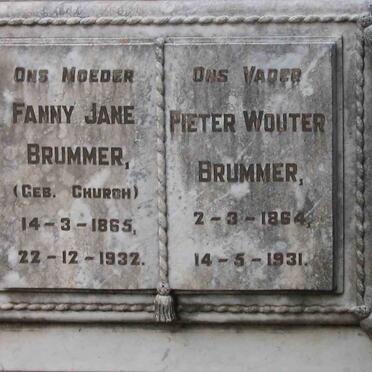 Ons Moeder
Fanny Jane
Brummer,
(Geb. Church)
14-3-1865,
22-12-1932.
Ons Vader
Pieter Wouter
Brummer,
2-3-1864,
14-5-1931.